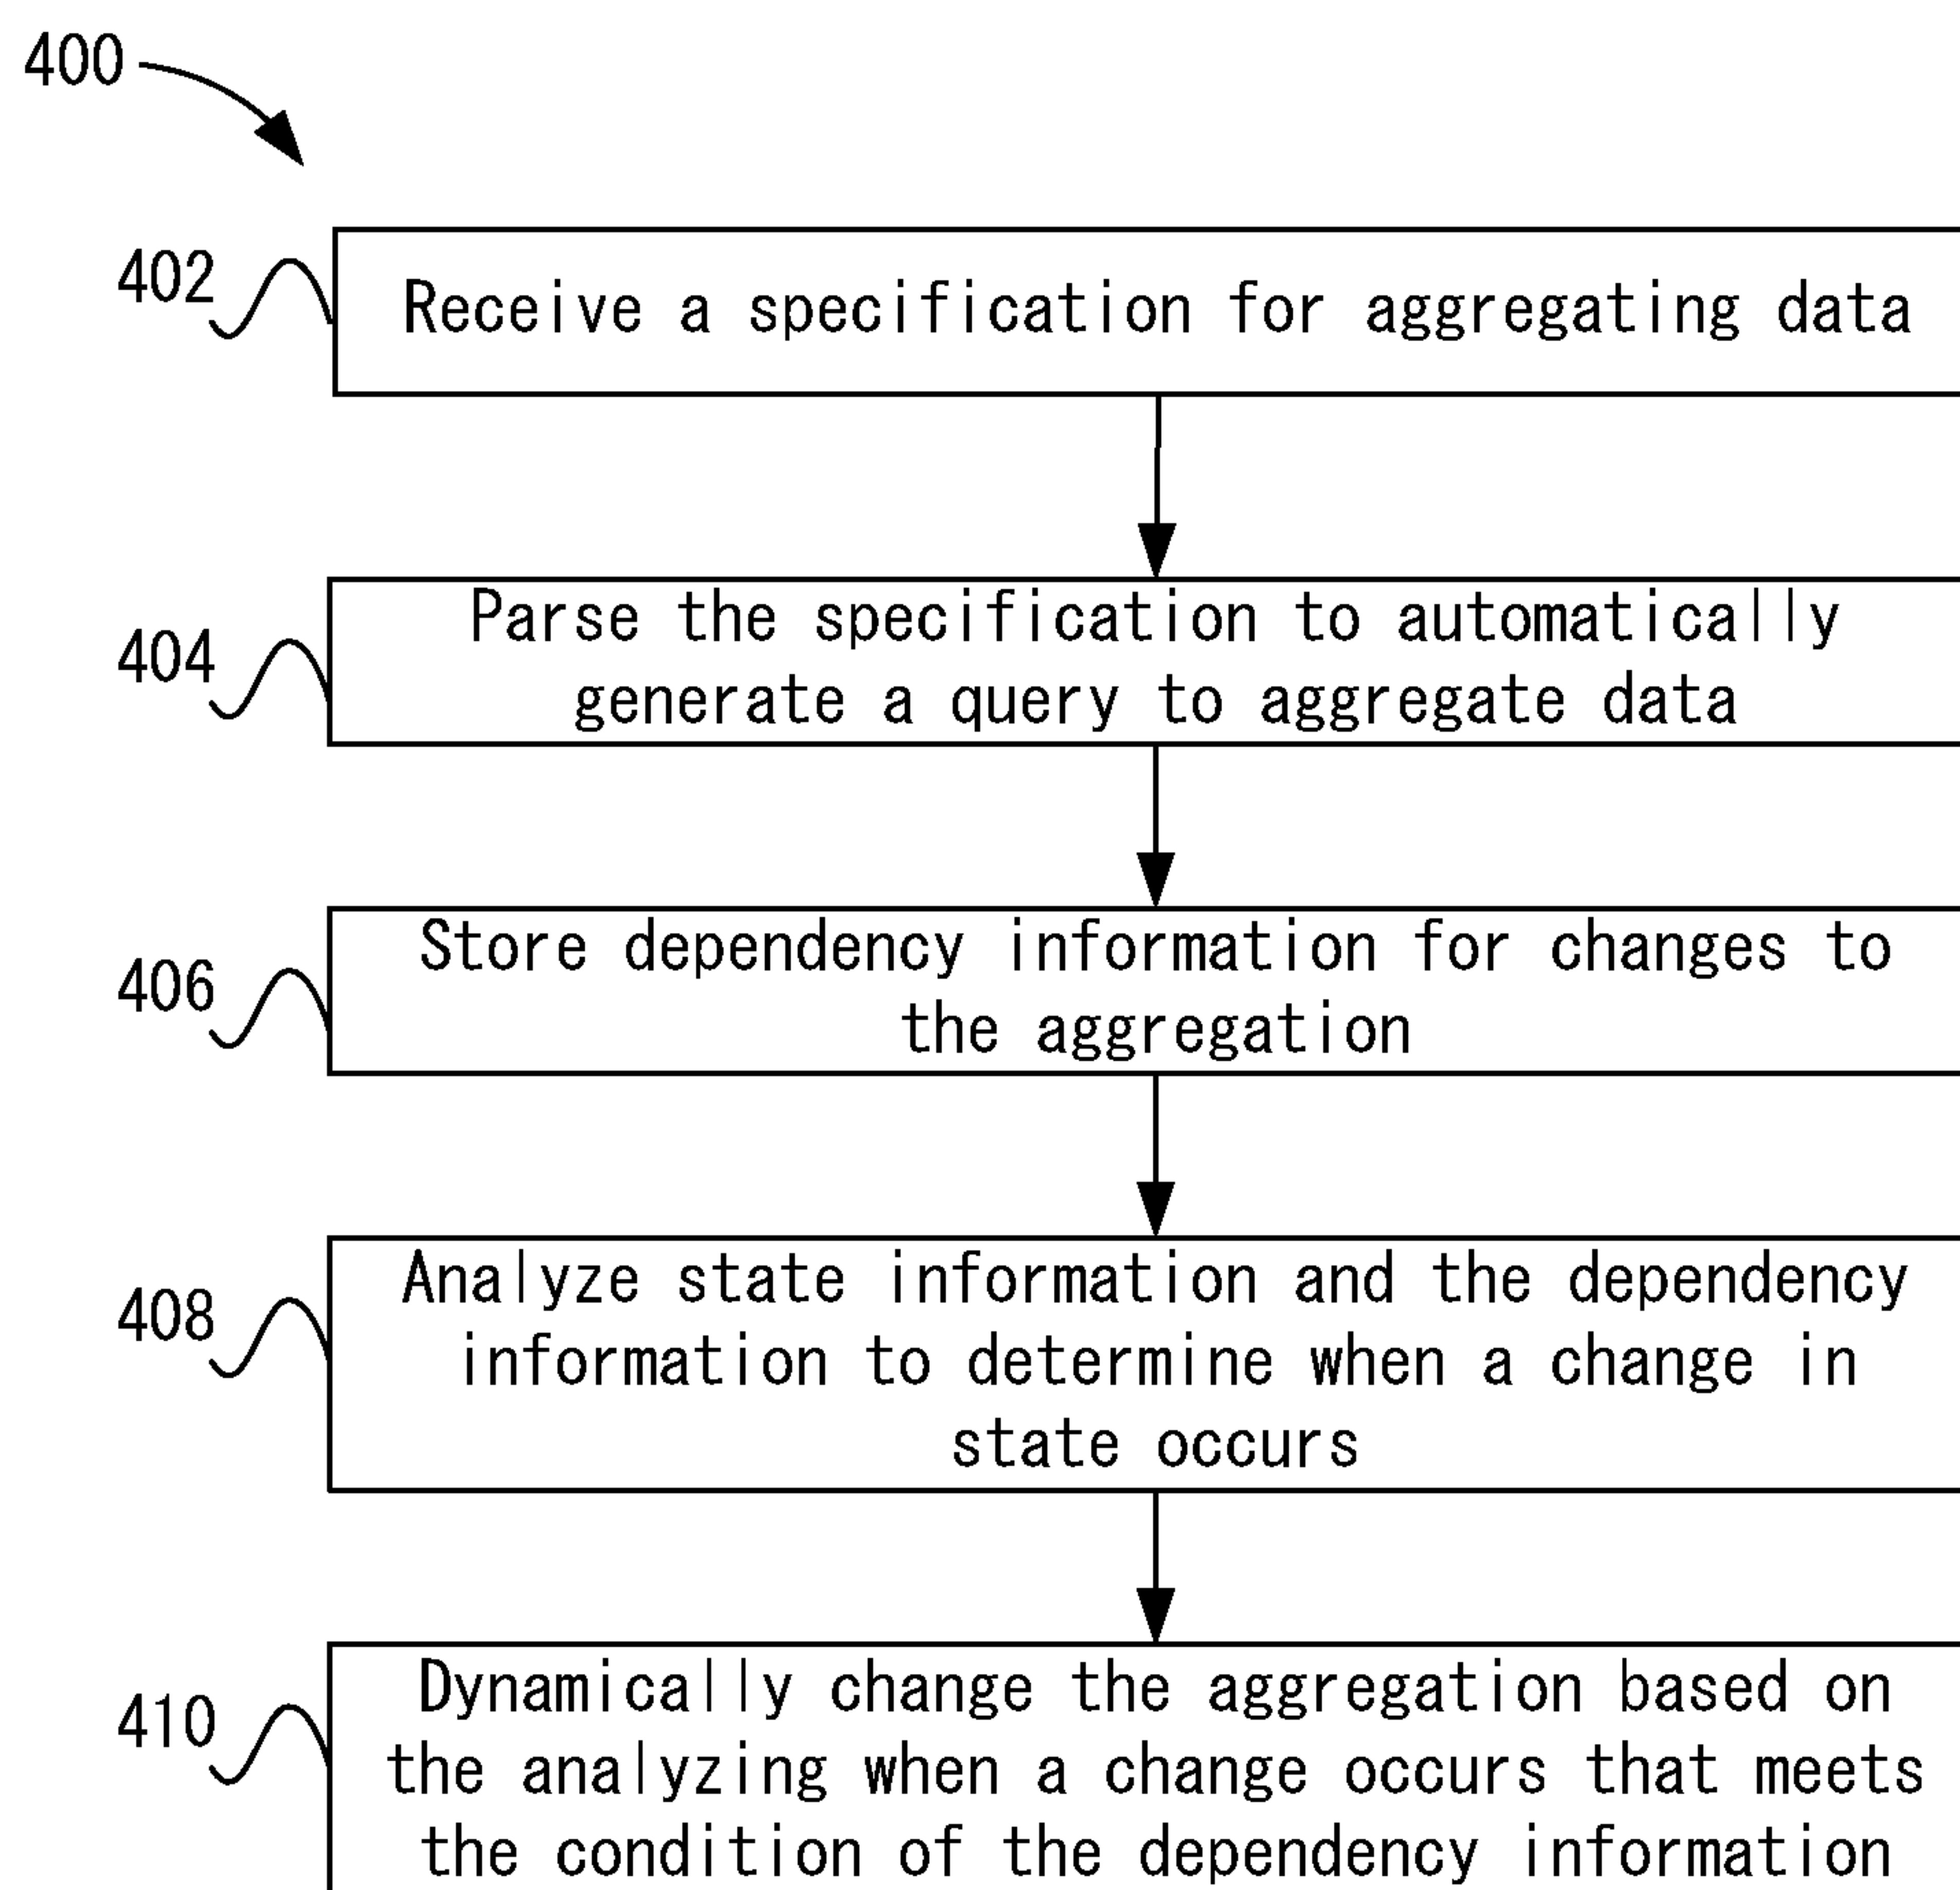 400
402
Receive a specification for aggregating data
404
Parse the specification to automatically
generate a query to aggregate data
406
Store dependency information for changes to
the aggregation
408
Analyze state information and the dependency
information to determine when a change in
state occurs
410
Dynamically change the aggregation based on
the analyzing when a change occurs that meets
the condition of the dependency information